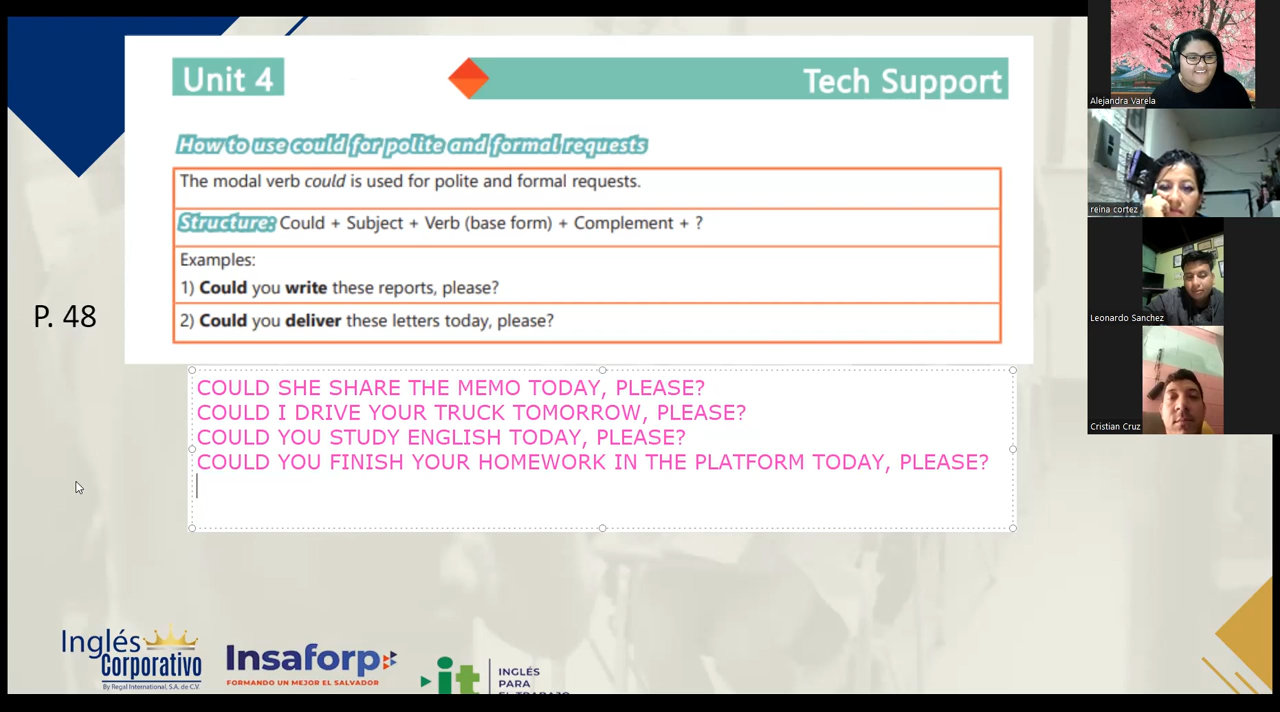 Unit 4
Tech Support
How to use could for polite and formal requests
The modal verb could is used for polite and formal requests.
Structure: Could + Subject + Verb (base form) + Complement + ?
Examples:
1) Could you write these reports, please?
2) Could you deliver these letters today, please?
P. 48
COULD SHE SHARE THE MEMO TODAY, PLEASE?
COULD I DRIVE YOUR TRUCK TOMORROW, PLEASE?
COULD YOU STUDY ENGLISH TODAY, PLEASE?
COULD YOU FINISH YOUR HOMEWORK IN THE PLATFORM TODAY, PLEASE?
Inglés
Corporativo
By Regal International, S.A. de C.V.
Insaforp
FORMANDO UN MEJOR EL SALVADOR
it
INGLÉS
PARA
EL TRABAJO
Alejandra Varela
reina cortez
Leonardo Sanchez
Cristian Cruz